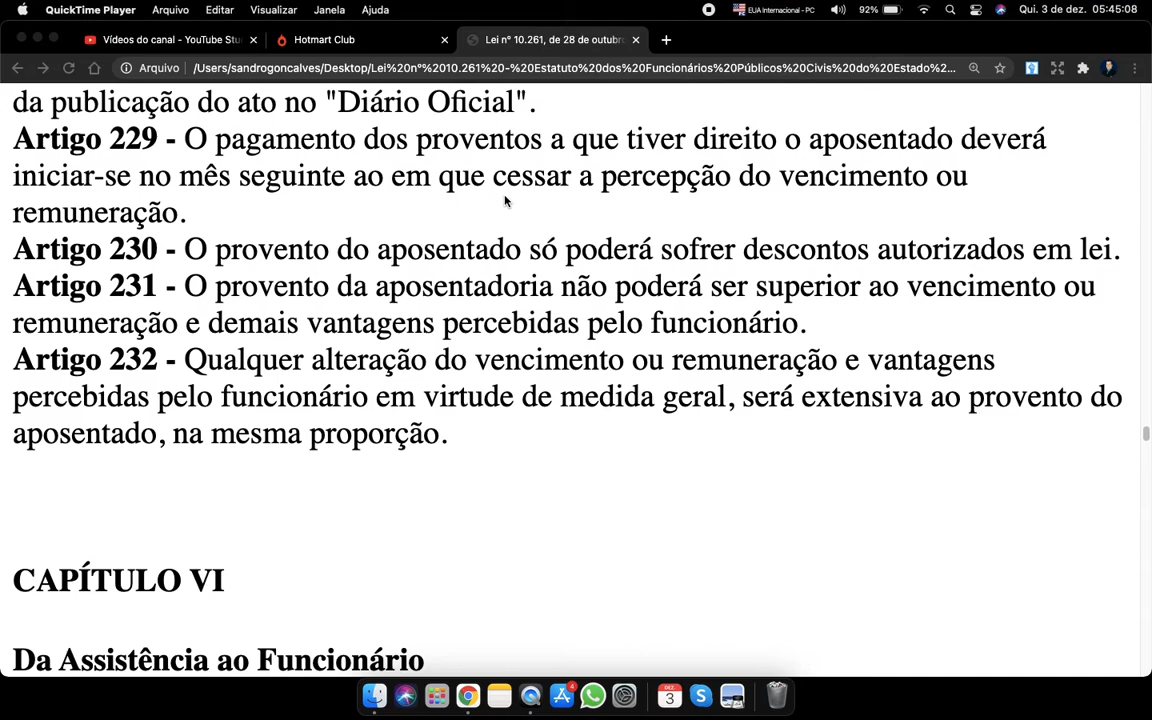 QuickTime Player Arquivo Editar Visualizar Janela Ajuda EUA Internacional - PC 92% Qui. 3 de dez. 05:45:08
Vídeos do canal - YouTube Stu Hotmart Club Lei nº 10.261, de 28 de outubr
Arquivo /Users/sandrogoncalves/Desktop/Lei%20nº%2010.261%20-%20Estatuto%20dos%20Funcionários%20Públicos%20Civis%20do%20Estado%2...
da publicação do ato no "Diário Oficial".
Artigo 229 - O pagamento dos proventos a que tiver direito o aposentado deverá
iniciar-se no mês seguinte ao em que cessar a percepção do vencimento ou
remuneração.
Artigo 230 - O provento do aposentado só poderá sofrer descontos autorizados em lei.
Artigo 231 - O provento da aposentadoria não poderá ser superior ao vencimento ou
remuneração e demais vantagens percebidas pelo funcionário.
Artigo 232 - Qualquer alteração do vencimento ou remuneração e vantagens
percebidas pelo funcionário em virtude de medida geral, será extensiva ao provento do
aposentado, na mesma proporção.
CAPÍTULO VI
Da Assistência ao Funcionário
4
DEZ.
3